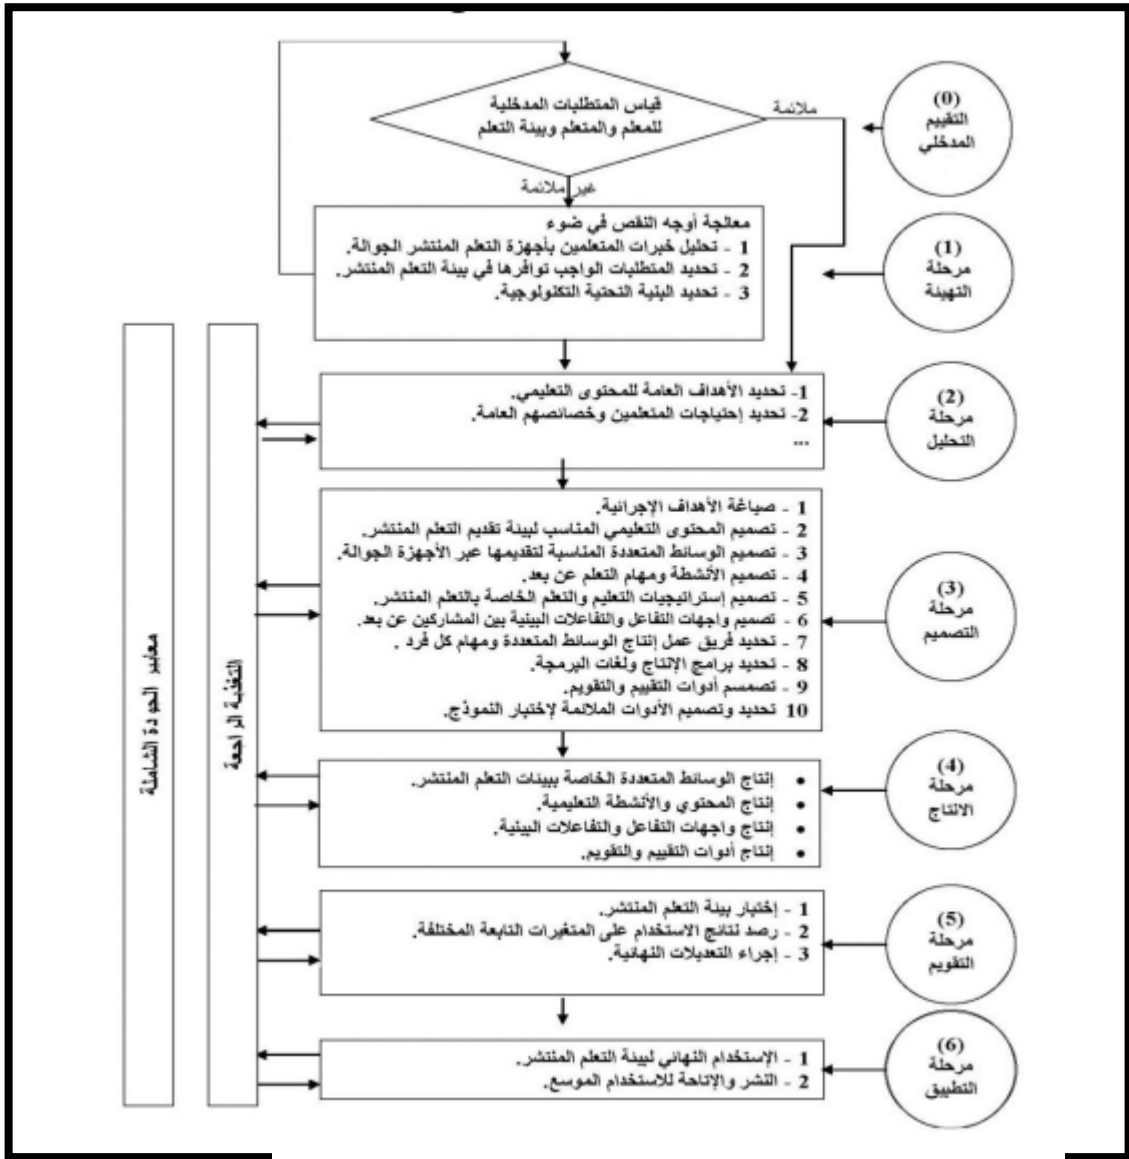 قياس المتطلبات المدخلية
للمعلم والمتعلم وبيئة التعلم
ملائمة
غير ملائمة
(0)
التقييم
المدخلي
معالجة أوجه النقص في ضوء
1 - تحليل خبرات المتعلمين بأجهزة التعلم المنتشر الجوالة.
2 - تحديد المتطلبات الواجب توافرها في بيئة التعلم المنتشر.
3 - تحديد البنية التحتية التكنولوجية.
(1)
مرحلة
التهيئة
1- تحديد الأهداف العامة للمحتوى التعليمي.
2- تحديد إحتياجات المتعلمين وخصائصهم العامة.
...
(2)
مرحلة
التحليل
1 - صياغة الأهداف الإجرائية.
2 - تصميم المحتوى التعليمي المناسب لبيئة تقديم التعلم المنتشر.
3 - تصميم الوسائط المتعددة المناسبة لتقديمها عبر الأجهزة الجوالة.
4 - تصميم الأنشطة ومهام التعلم عن بعد.
5 - تصميم إستراتيجيات التعليم والتعلم الخاصة بالتعلم المنتشر.
6 - تصميم واجهات التفاعل والتفاعلات البينية بين المشاركين عن بعد.
7 - تحديد فريق عمل إنتاج الوسائط المتعددة ومهام كل فرد .
8 - تحديد برامج الإنتاج ولغات البرمجة.
9 - تصمسم أدوات التقييم والتقويم.
10 تحديد وتصميم الأدوات الملائمة لإختبار النموذج.
(3)
مرحلة
التصميم
• إنتاج الوسائط المتعددة الخاصة ببيئات التعلم المنتشر.
• إنتاج المحتوي والأنشطة التعليمية.
• إنتاج واجهات التفاعل والتفاعلات البينية.
• إنتاج أدوات التقييم والتقويم.
(4)
مرحلة
الانتاج
1 - إختبار بيئة التعلم المنتشر.
2 - رصد نتائج الاستخدام على المتغيرات التابعة المختلفة.
3 - إجراء التعديلات النهائية.
(5)
مرحلة
التقويم
1 - الإستخدام النهائي لبيئة التعلم المنتشر.
2 - النشر والإتاحة للاستخدام الموسع.
(6)
مرحلة
التطبيق
التغذية الراجعة
معايير الجودة الشاملة